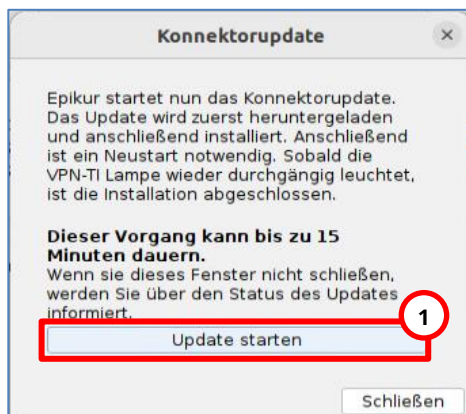 Konnektorupdate
Epikur startet nun das Konnektorupdate.
Das Update wird zuerst heruntergeladen
und anschließend installiert. Anschließend
ist ein Neustart notwendig. Sobald die
VPN-TI Lampe wieder durchgängig leuchtet,
ist die Installation abgeschlossen.
Dieser Vorgang kann bis zu 15
Minuten dauern.
Wenn sie dieses Fenster nicht schließen,
werden Sie über den Status des Updates
informiert.
1
Update starten
Schließen